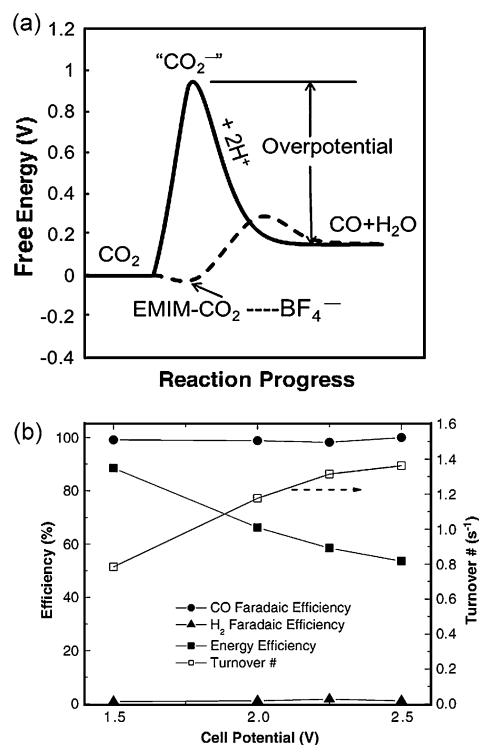 (a)
Free Energy (V)
1.2
1
0.8
0.6
0.4
0.2
0
-0.2
-0.4
“CO₂⁻”
+ 2H⁺
Overpotential
CO+H₂O
CO₂
EMIM-CO₂ ----BF₄⁻
Reaction Progress
(b)
Efficiency (%)
100
80
60
40
20
0
Turnover # (s⁻¹)
1.6
1.4
1.2
1.0
0.8
0.6
0.4
0.2
0.0
CO Faradaic Efficiency
H₂ Faradaic Efficiency
Energy Efficiency
Turnover #
1.5
2.0
2.5
Cell Potential (V)